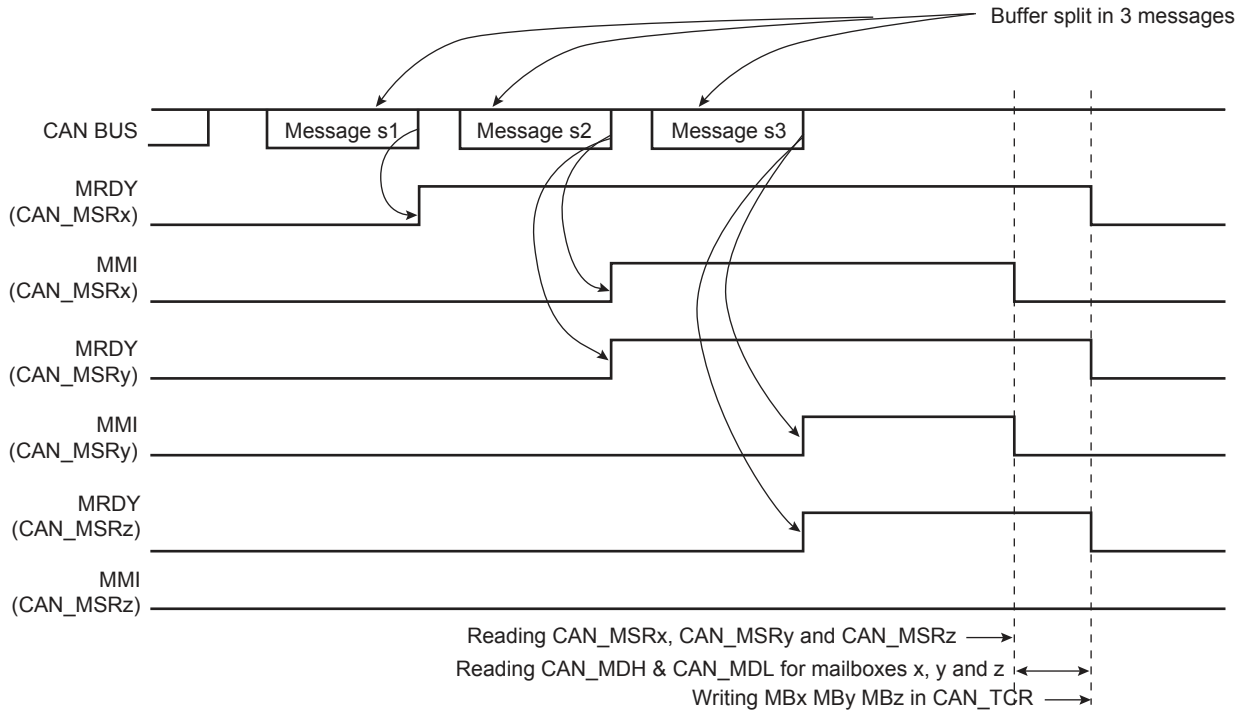 Buffer split in 3 messages
CAN BUS
Message s1
Message s2
Message s3
MRDY
(CAN_MSRx)
MMI
(CAN_MSRx)
MRDY
(CAN_MSRy)
MMI
(CAN_MSRy)
MRDY
(CAN_MSRz)
MMI
(CAN_MSRz)
Reading CAN_MSRx, CAN_MSRy and CAN_MSRz
Reading CAN_MDH & CAN_MDL for mailboxes x, y and z
Writing MBx MBy MBz in CAN_TCR